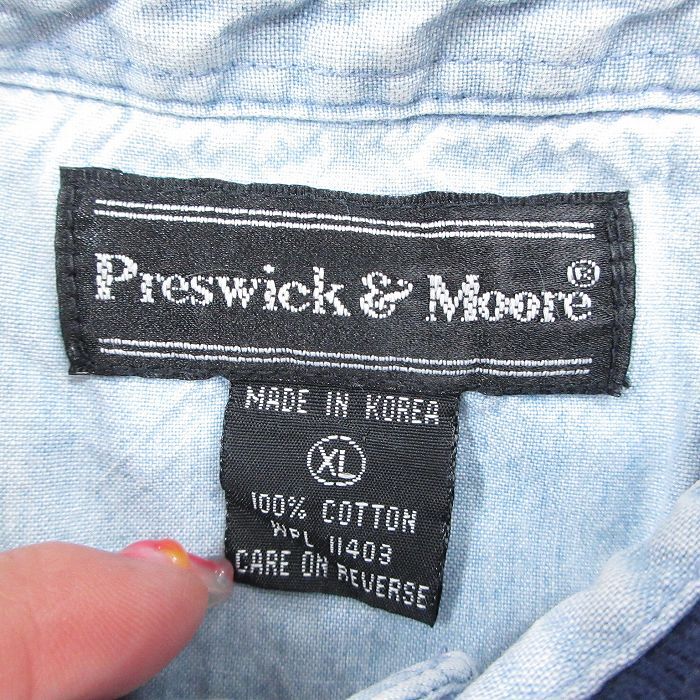 Preswick & Moore®
MADE IN KOREA
XL
100% COTTON
WPL 11403
CARE ON REVERSE